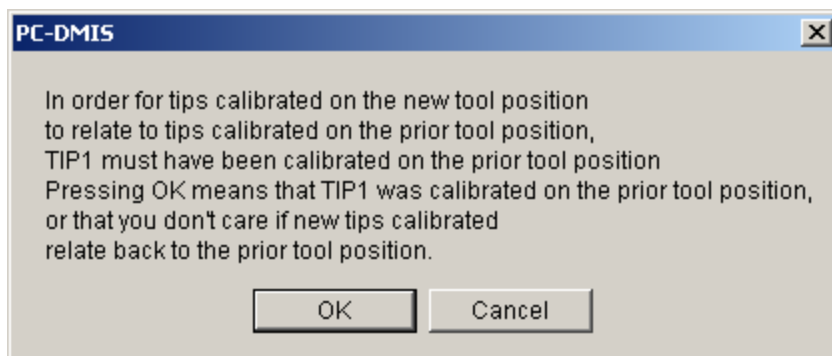 PC-DMIS
In order for tips calibrated on the new tool position
to relate to tips calibrated on the prior tool position,
TIP1 must have been calibrated on the prior tool position
Pressing OK means that TIP1 was calibrated on the prior tool position,
or that you don't care if new tips calibrated
relate back to the prior tool position.
OK Cancel